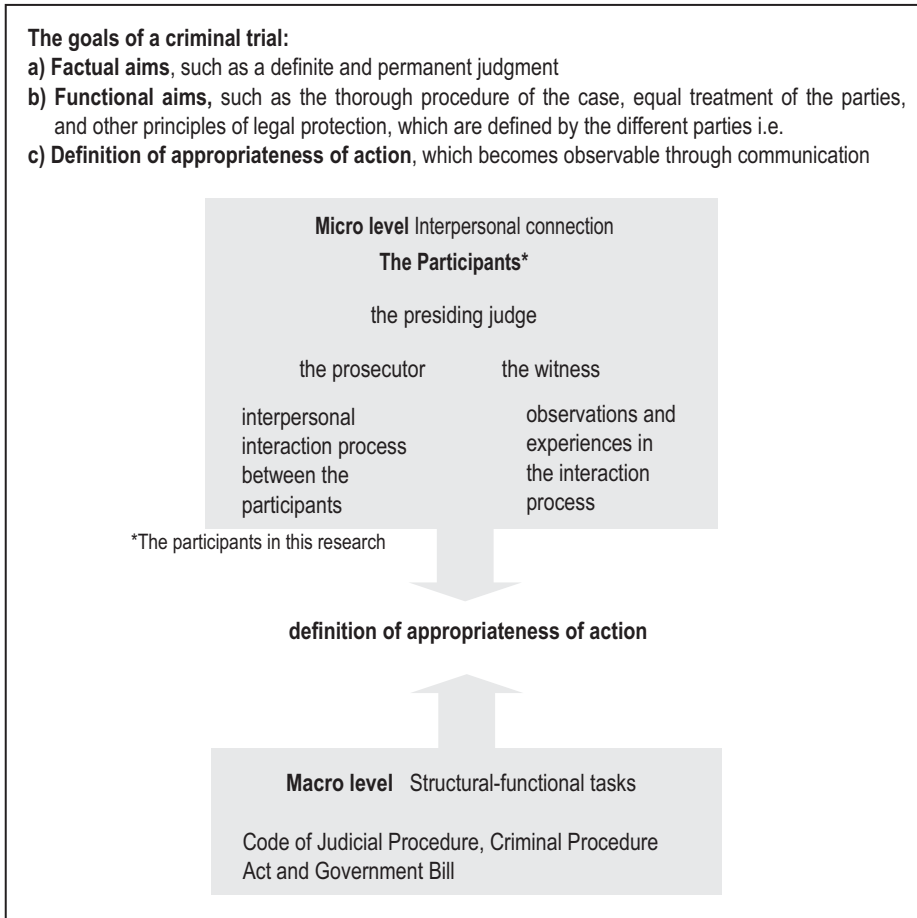 The goals of a criminal trial:
a) Factual aims, such as a definite and permanent judgment
b) Functional aims, such as the thorough procedure of the case, equal treatment of the parties,
and other principles of legal protection, which are defined by the different parties i.e.
c) Definition of appropriateness of action, which becomes observable through communication
Micro level Interpersonal connection
The Participants*
the presiding judge
the prosecutor the witness
interpersonal
interaction process
between the
participants
observations and
experiences in
the interaction
process
*The participants in this research
definition of appropriateness of action
Macro level Structural-functional tasks
Code of Judicial Procedure, Criminal Procedure
Act and Government Bill